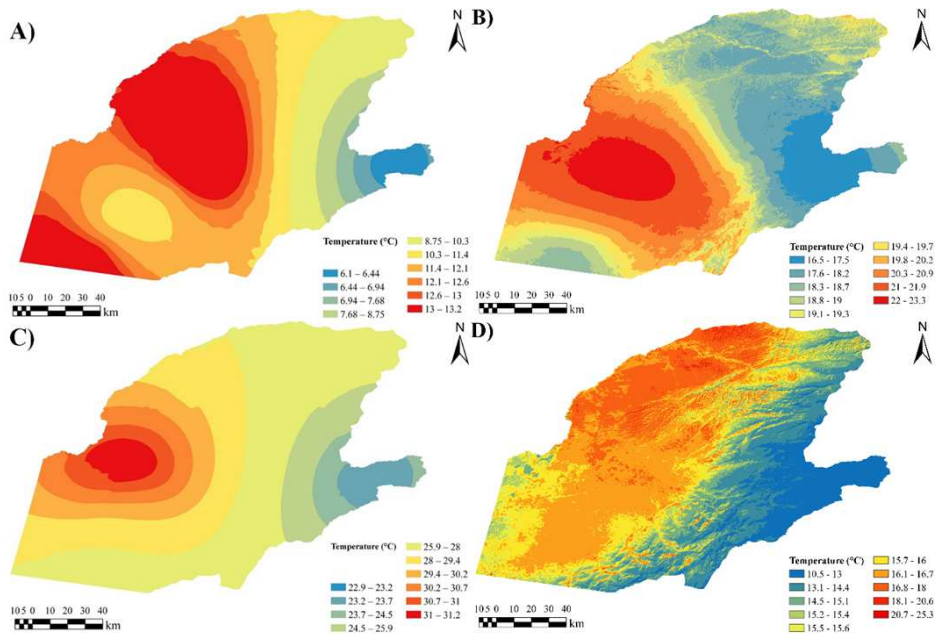 A)
N
Temperature (°C)
6.1 – 6.44
6.44 – 6.94
6.94 – 7.68
7.68 – 8.75
8.75 – 10.3
10.3 – 11.4
11.4 – 12.1
12.1 – 12.6
12.6 – 13
13 – 13.2
10 5 0 10 20 30 40
km
B)
N
Temperature (°C)
16.5 - 17.5
17.6 - 18.2
18.3 - 18.7
18.8 - 19
19.1 - 19.3
19.4 - 19.7
19.8 - 20.2
20.3 - 20.9
21 - 21.9
22 - 23.3
10 5 0 10 20 30 40
km
C)
N
Temperature (°C)
22.9 – 23.2
23.2 – 23.7
23.7 – 24.5
24.5 – 25.9
25.9 – 28
28 – 29.4
29.4 – 30.2
30.2 – 30.7
30.7 – 31
31 – 31.2
10 5 0 10 20 30 40
km
D)
N
Temperature (°C)
10.5 - 13
13.1 - 14.4
14.5 - 15.1
15.2 - 15.4
15.5 - 15.6
15.7 - 16
16.1 - 16.7
16.8 - 18
18.1 - 20.6
20.7 - 25.3
10 5 0 10 20 30 40
km